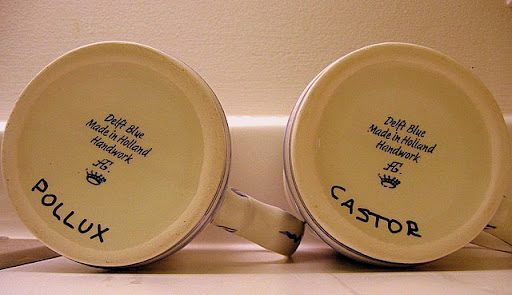 Delft Blue
Made in Holland
Handwork
POLLUX
Delft Blue
Made in Holland
Handwork
CASTOR